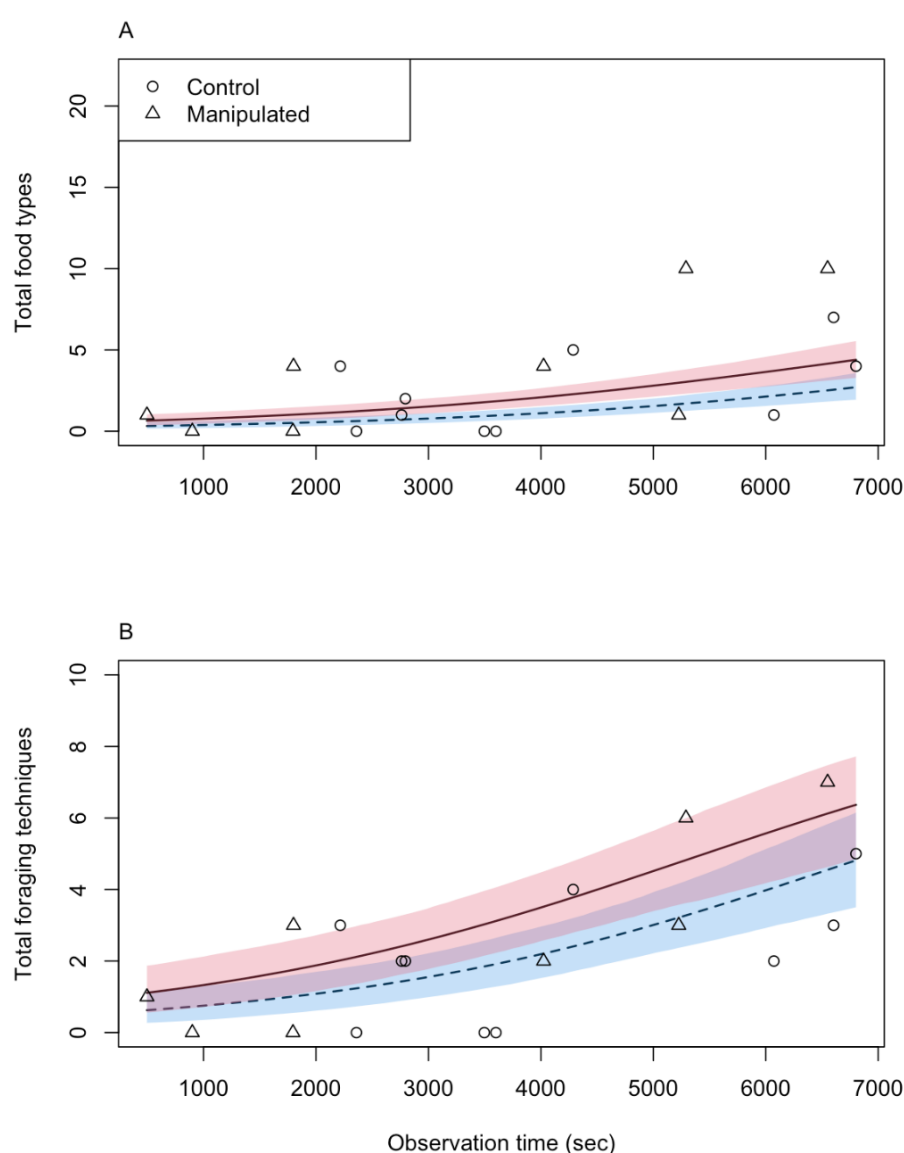 A
Control
Manipulated
Total food types
20
15
10
5
0
1000 2000 3000 4000 5000 6000 7000
B
Total foraging techniques
10
8
6
4
2
0
1000 2000 3000 4000 5000 6000 7000
Observation time (sec)